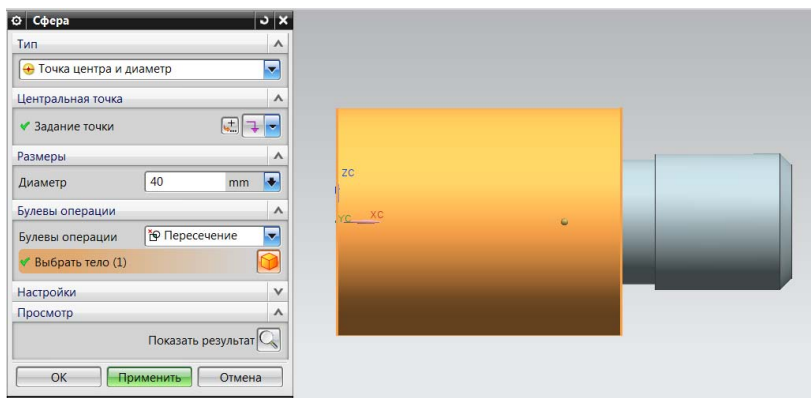 Сфера
Тип
Точка центра и диаметр
Центральная точка
Задание точки
Размеры
Диаметр 40 mm
Булевы операции
Булевы операции Пересечение
Выбрать тело (1)
Настройки
Просмотр
Показать результат
ОК Применить Отмена
ZC
YC XC